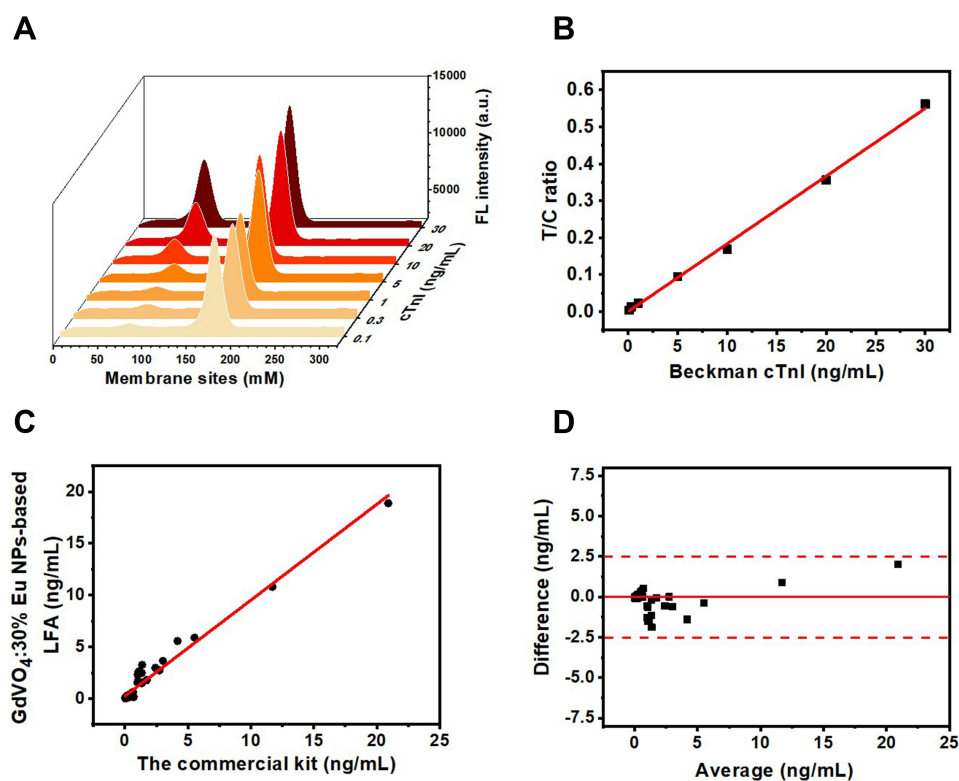 A
15000
10000
5000
FL intensity (a.u.)
30
20
10
5
1
0.3
0.1
cTnI (ng/mL)
0 50 100 150 200 250 300
Membrane sites (mM)
B
0.6
0.5
0.4
0.3
0.2
0.1
0.0
T/C ratio
0 5 10 15 20 25 30
Beckman cTnI (ng/mL)
C
GdVO4:30% Eu NPs-based
LFA (ng/mL)
20
15
10
5
0
0 5 10 15 20 25
The commercial kit (ng/mL)
D
7.5
5.0
2.5
0.0
-2.5
-5.0
-7.5
Difference (ng/mL)
0 5 10 15 20 25
Average (ng/mL)